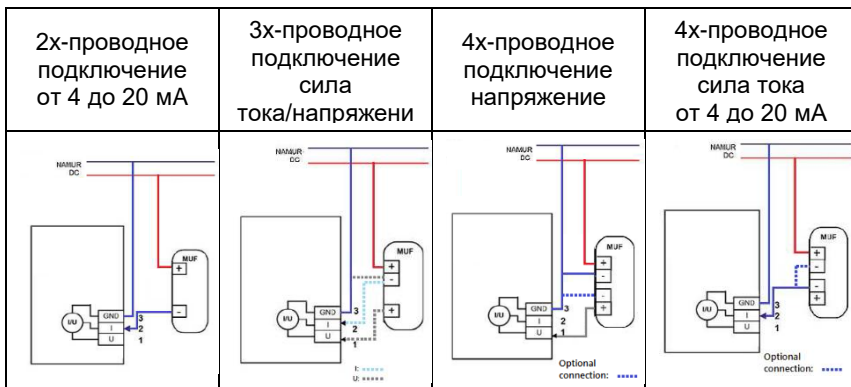 2х-проводное
подключение
от 4 до 20 мА
3х-проводное
подключение
сила
тока/напряжени
4х-проводное
подключение
напряжение
4х-проводное
подключение
сила тока
от 4 до 20 мА
NAMUR
DC
MUF
+
-
I/U
GND
I
U
3
2
1
NAMUR
DC
MUF
+
-
+
I/U
GND
I
U
3
2
1
I:
U:
NAMUR
DC
MUF
+
-
-
+
I/U
GND
I
U
3
2
1
Optional
connection:
NAMUR
DC
MUF
+
-
-
+
I/U
GND
I
U
3
2
1
Optional
connection: